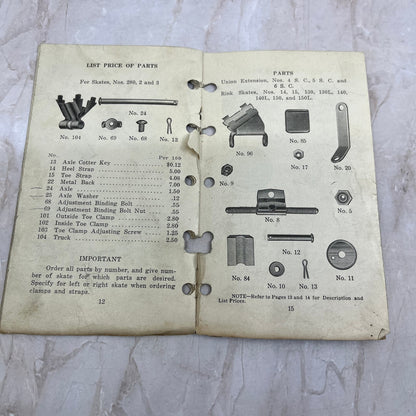 LIST PRICE OF PARTS
For Skates, Nos. 280, 2 and 3
No. 24
No. 104
No. 69
No. 68
No. 13
No.
Per 100
13 Axle Cotter Key $0.12
14 Heel Strap 5.00
15 Toe Strap 4.08
22 Metal Back 7.00
24 Axle 1.50
25 Axle Washer .12
68 Adjustment Binding Bolt .55
69 Adjustment Binding Bolt Nut .55
101 Outside Toe Clamp 2.80
102 Inside Toe Clamp 2.80
103 Toe Clamp Adjusting Screw 1.25
104 Truck 2.50
IMPORTANT
Order all parts by number, and give num-
ber of skate for which parts are desired.
Specify for left or right skate when ordering
clamps and straps.
12
PARTS
Union Extension, Nos. 4 S. C., 5 S. C. and
6 S. C.
Rink Skates, Nos. 14, 15, 130, 130L, 140,
140L, 150, and 150L.
No. 96
No. 85
No. 17
No. 20
No. 9
No. 8
No. 5
No. 12
No. 84
No. 10
No. 13
No. 11
NOTE—Refer to Pages 13 and 14 for Description and
List Prices.
15